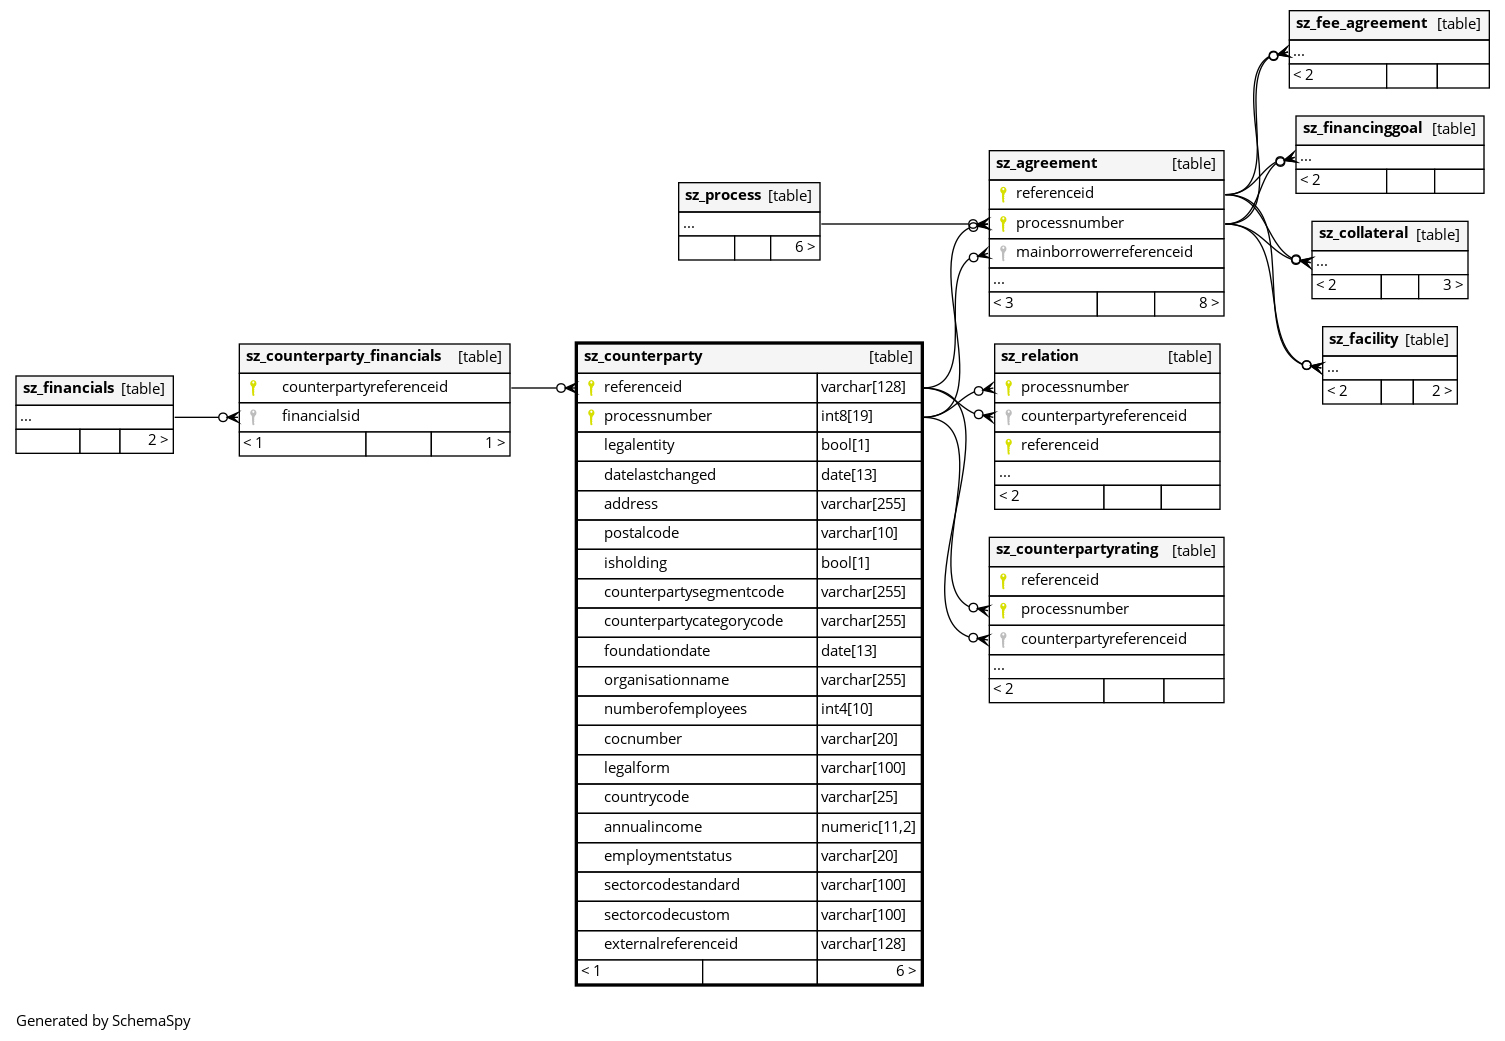 sz_fee_agreement [table]
...
< 2
sz_financinggoal [table]
...
< 2
sz_agreement [table]
referenceid
processnumber
mainborrowerreferenceid
...
< 3 8 >
sz_process [table]
...
6 >
sz_collateral [table]
...
< 2 3 >
sz_facility [table]
...
< 2 2 >
sz_financials [table]
...
2 >
sz_counterparty_financials [table]
counterpartyreferenceid
financialsid
< 1 1 >
sz_counterparty [table]
referenceid varchar[128]
processnumber int8[19]
legalentity bool[1]
datelastchanged date[13]
address varchar[255]
postalcode varchar[10]
isholding bool[1]
counterpartysegmentcode varchar[255]
counterpartycategorycode varchar[255]
foundationdate date[13]
organisationname varchar[255]
numberofemployees int4[10]
cocnumber varchar[20]
legalform varchar[100]
countrycode varchar[25]
annualincome numeric[11,2]
employmentstatus varchar[20]
sectorcodestandard varchar[100]
sectorcodecustom varchar[100]
externalreferenceid varchar[128]
< 1 6 >
sz_relation [table]
processnumber
counterpartyreferenceid
referenceid
...
< 2
sz_counterpartyrating [table]
referenceid
processnumber
counterpartyreferenceid
...
< 2
Generated by SchemaSpy